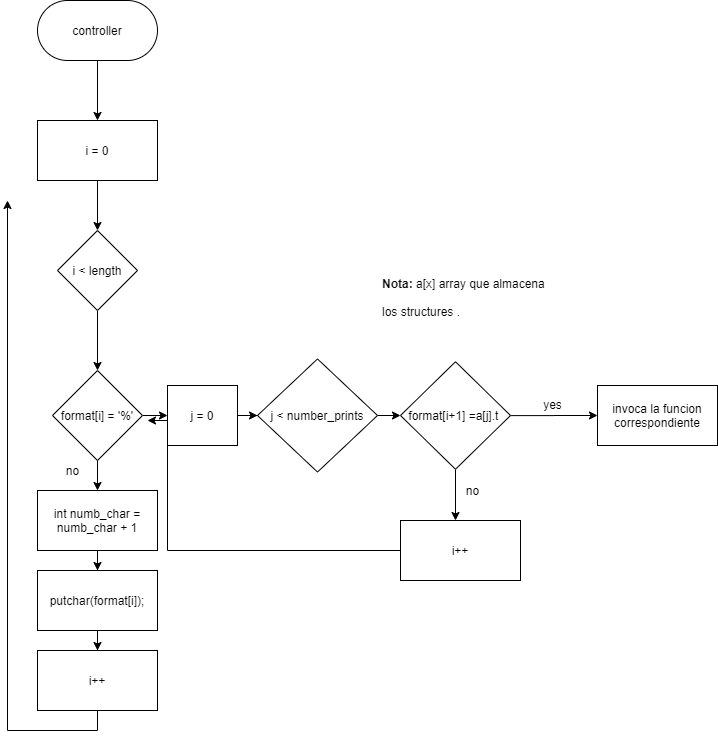 controller
i = 0
i < length
Nota: a[x] array que almacena
los structures .
format[i] = '%'
j = 0
j < number_prints
format[i+1] =a[j].t
yes
invoca la funcion
correspondiente
no
no
int numb_char =
numb_char + 1
i++
putchar(format[i]);
i++